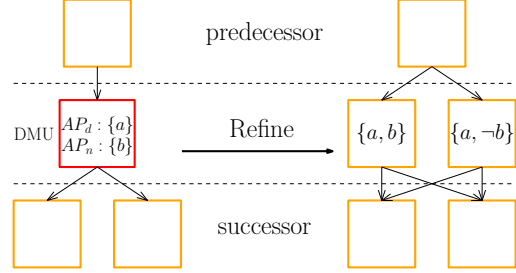 predecessor
DMU
AP_d : {a}
AP_n : {b}
Refine
{a, b}
{a, ¬b}
successor